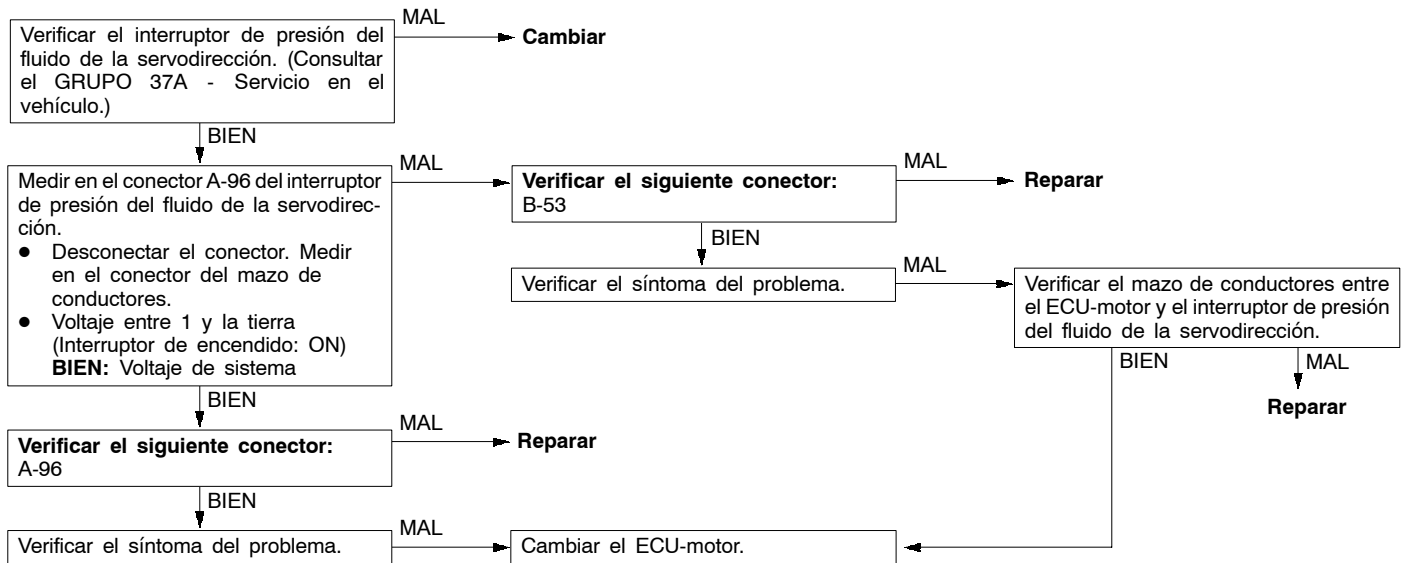 Verificar el interruptor de presión del
fluido de la servodirección. (Consultar
el GRUPO 37A - Servicio en el
vehículo.)
MAL
Cambiar
BIEN
Medir en el conector A-96 del interruptor
de presión del fluido de la servodirec-
ción.
● Desconectar el conector. Medir
en el conector del mazo de
conductores.
● Voltaje entre 1 y la tierra
(Interruptor de encendido: ON)
BIEN: Voltaje de sistema
MAL
Verificar el siguiente conector:
B-53
MAL
Reparar
BIEN
Verificar el síntoma del problema.
MAL
Verificar el mazo de conductores entre
el ECU-motor y el interruptor de presión
del fluido de la servodirección.
BIEN
MAL
Reparar
BIEN
Verificar el siguiente conector:
A-96
MAL
Reparar
BIEN
Verificar el síntoma del problema.
MAL
Cambiar el ECU-motor.